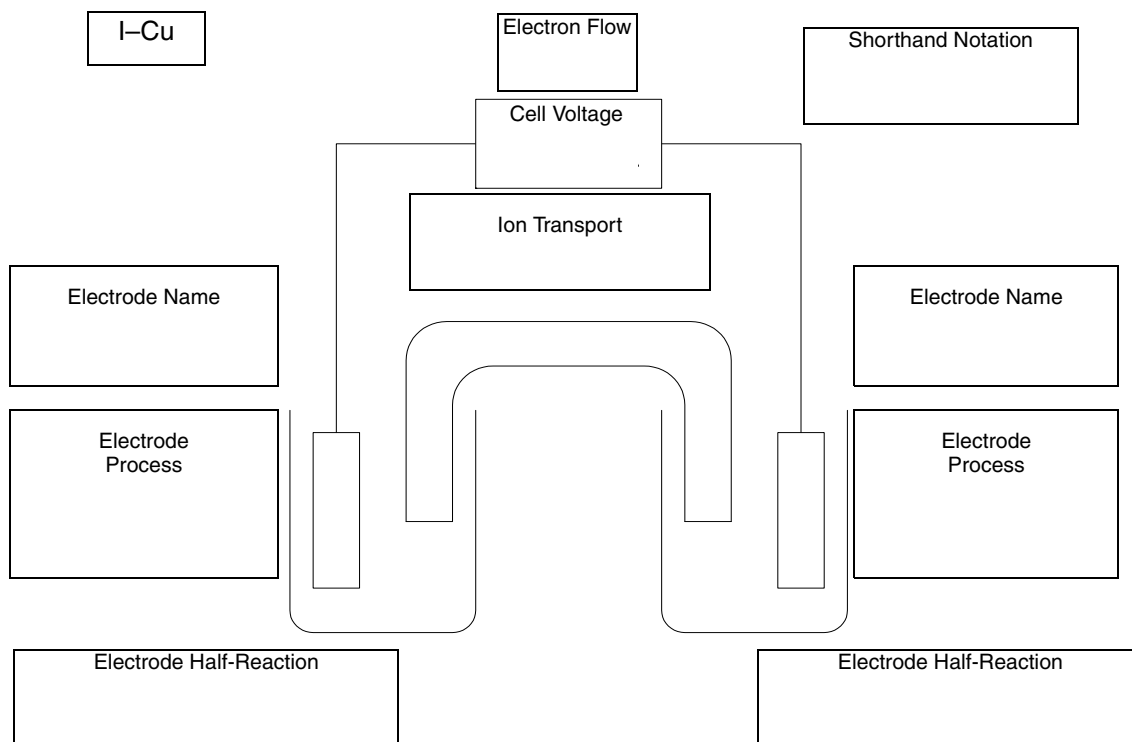 I–Cu
Electron Flow
Shorthand Notation
Cell Voltage
Ion Transport
Electrode Name
Electrode Name
Electrode
Process
Electrode
Process
Electrode Half-Reaction
Electrode Half-Reaction